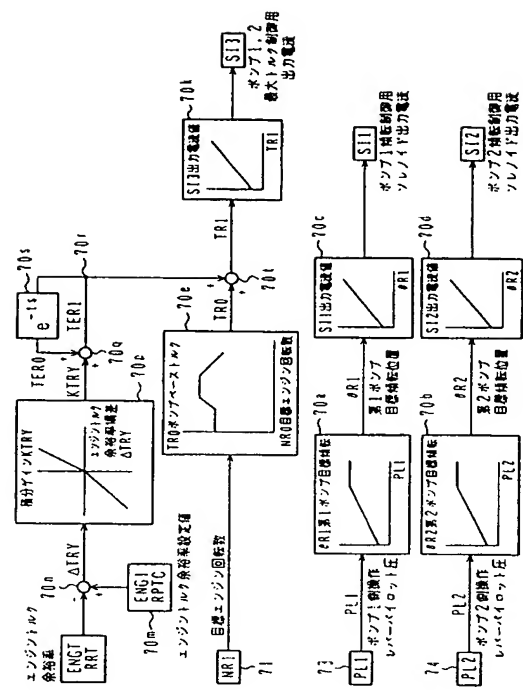 エンジントルク
余裕率
ENGT
RRT
70n
ΔTRY
ENG1
RPTC
70m
エンジントルク余裕率設定値
積分ゲインKTRY
エンジントルク
余裕率偏差
ΔTRY
70p
KTRY
70q
TER0
TER1
70r
e-ts
70s
NR1
71
目標エンジン回転数
TR0ポンプベーストルク
NR0目標エンジン回転数
70e
TR0
70t
TR1
SI3出力電流値
TR1
70k
SI3
ポンプ1,2
最大トルク制御用
出力電流
73
PL1
PL1
ポンプ1側操作
レバーパイロット圧
θR1第1ポンプ目標傾転
PL1
70a
θR1
第1ポンプ
目標傾転位置
SI1出力電流値
θR1
70c
SI1
ポンプ1傾転制御用
ソレノイド出力電流
74
PL2
PL2
ポンプ2側操作
レバーパイロット圧
θR2第2ポンプ目標傾転
PL2
70b
θR2
第2ポンプ
目標傾転位置
SI2出力電流値
θR2
70d
SI2
ポンプ2傾転制御用
ソレノイド出力電流